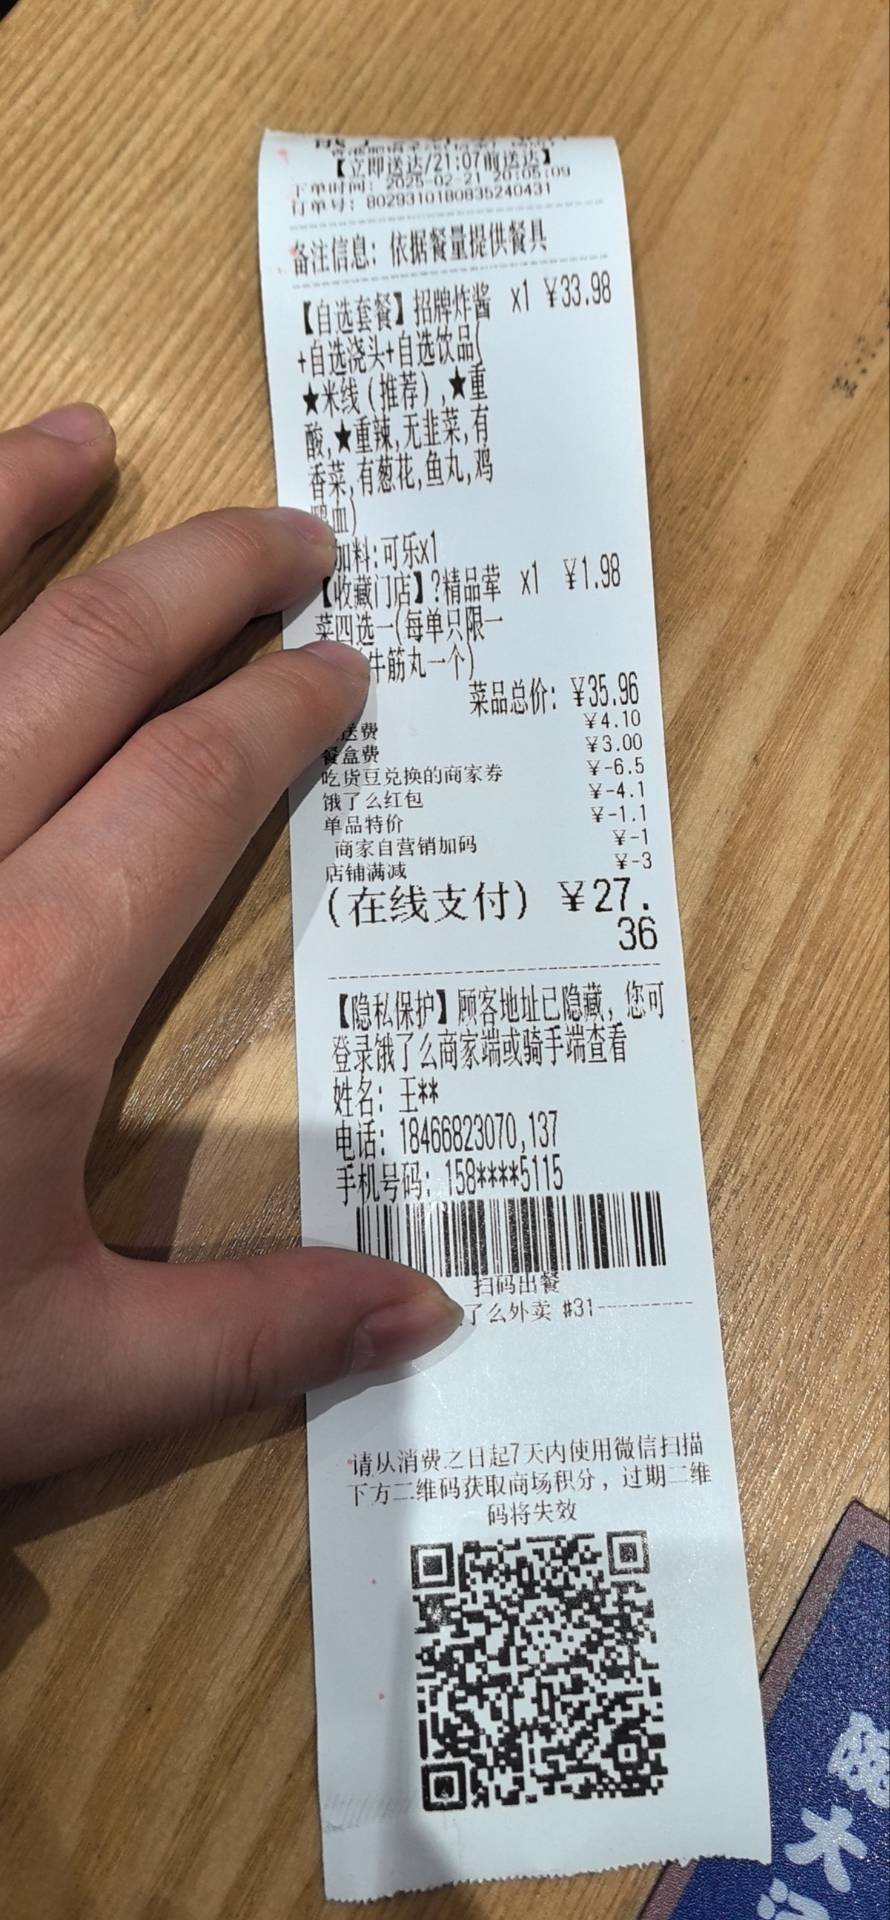 【立即送达/21:07前送达】
下单时间: 2025-02-21 20:05:09
订单号: 8029310180835240431
备注信息: 依据餐量提供餐具
【自选套餐】招牌炸酱 x1 ¥33.98
+自选浇头+自选饮品(
★米线(推荐),★重
酸,★重辣,无韭菜,有
香菜,有葱花,鱼丸,鸡
鸭血)
加料:可乐x1
【收藏门店】?精品荤 x1 ¥1.98
菜四选一(每单只限一
牛筋丸一个)
菜品总价: ¥35.96
送费 ¥4.10
餐盒费 ¥3.00
吃货豆兑换的商家券 ¥-6.5
饿了么红包 ¥-4.1
单品特价 ¥-1.1
商家自营销加码 ¥-1
店铺满减 ¥-3
(在线支付) ¥27.
36
【隐私保护】顾客地址已隐藏, 您可
登录饿了么商家端或骑手端查看
姓名: 王**
电话: 18466823070,137
手机号码: 158****5115
扫码出餐
了么外卖 #31
请从消费之日起7天内使用微信扫描
下方二维码获取商场积分, 过期二维
码将失效
大